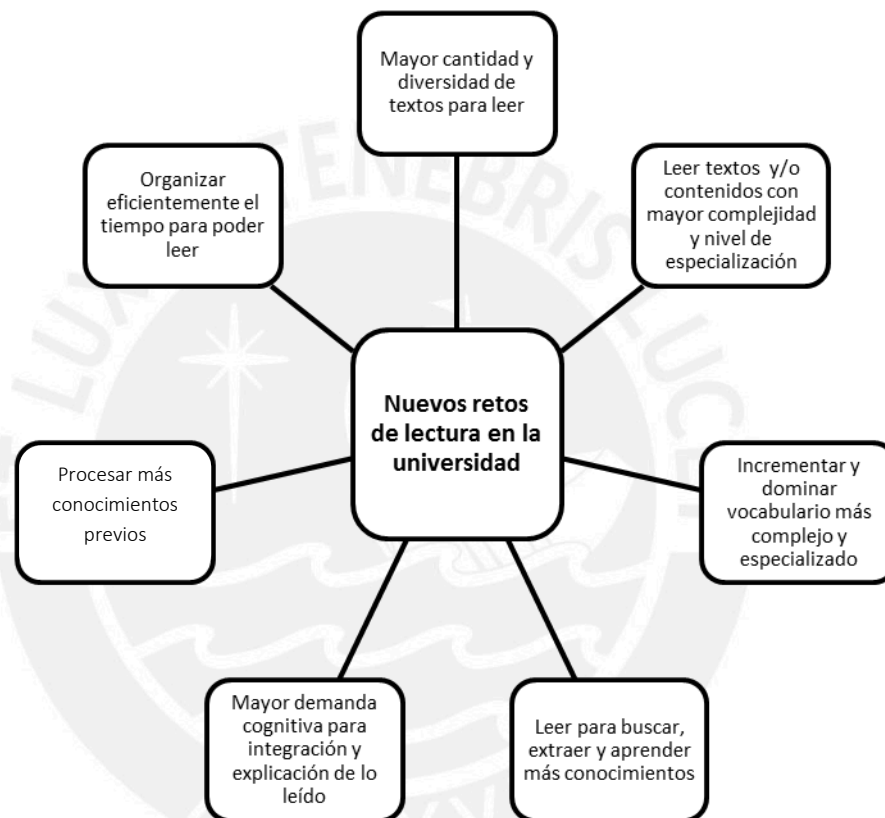 Mayor cantidad y
diversidad de
textos para leer
Leer textos y/o
contenidos con
mayor complejidad
y nivel de
especialización
Incrementar y
dominar
vocabulario más
complejo y
especializado
Leer para buscar,
extraer y aprender
más conocimientos
Mayor demanda
cognitiva para
integración y
explicación de lo
leído
Procesar más
conocimientos
previos
Organizar
eficientemente el
tiempo para poder
leer
Nuevos retos
de lectura en la
universidad
TENEBRIS